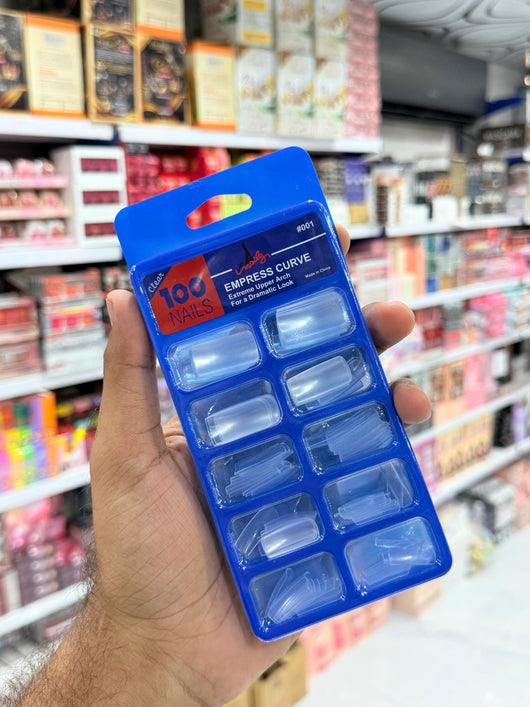 #001
Clear
100
NAILS
EMPRESS CURVE
Extreme Upper Arch
For a Dramatic Look
Made in China